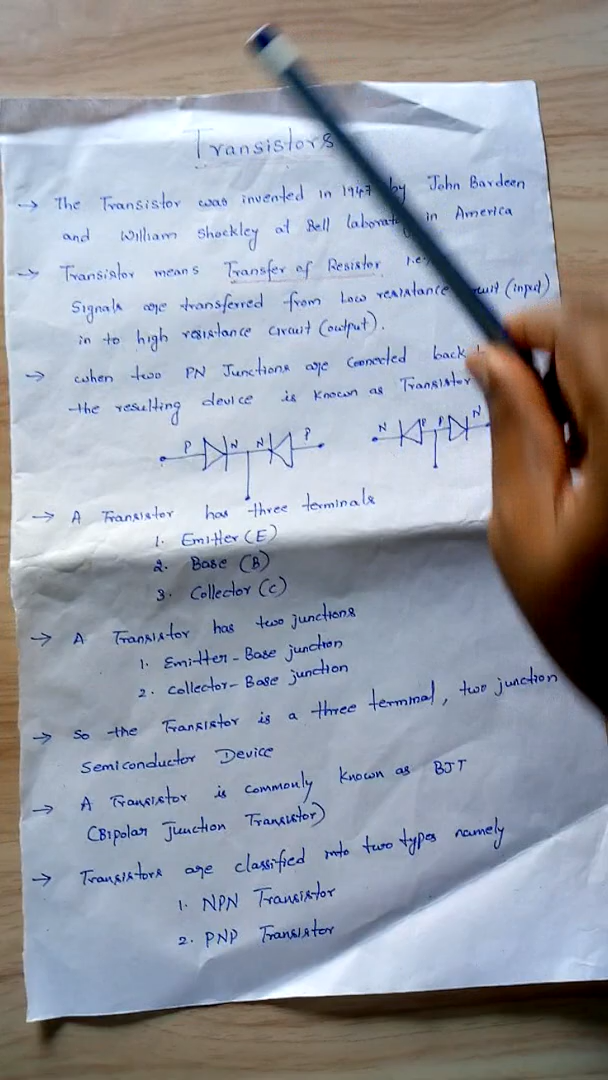 Transistors
→ The Transistor was invented in 1947 by John Bardeen
and William Shockley at Bell in America
→ Transistor means Transfer of Resistor i.e.
Signals are transferred from Low resistance (input)
in to high resistance circuit (output).
→ when two PN Junctions are Connected back
the resulting device is known as Transistor
P N N P N P P N
→ A Transistor has three terminals
1. Emitter (E)
2. Base (B)
3. Collector (C)
→ A Transistor has two junctions
1. Emitter-Base junction
2. Collector-Base junction
→ So the Transistor is a three terminal, two junction
Semiconductor Device
→ A Transistor is commonly known as BJT
(Bipolar Junction Transistor)
→ Transistors are classified into two types namely
1. NPN Transistor
2. PNP Transistor